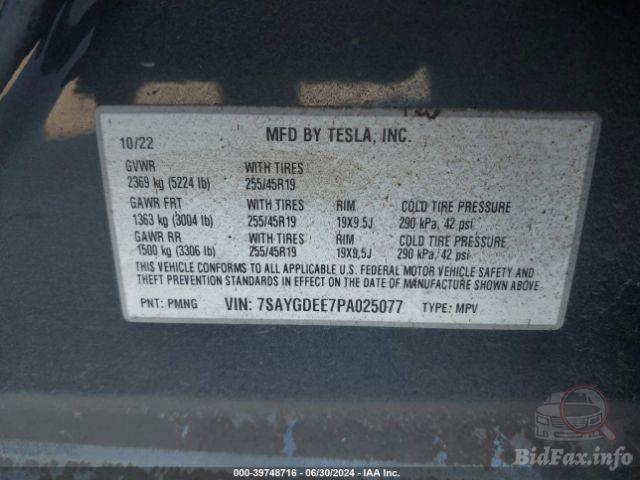 10/22 MFD BY TESLA, INC.
GVWR WITH TIRES
2369 kg (5224 lb) 255/45R19
GAWR FRT WITH TIRES RIM COLD TIRE PRESSURE
1363 kg (3004 lb) 255/45R19 19X9.5J 290 kPa, 42 psi
GAWR RR WITH TIRES RIM COLD TIRE PRESSURE
1500 kg (3306 lb) 255/45R19 19X9.5J 290 kPa, 42 psi
THIS VEHICLE CONFORMS TO ALL APPLICABLE U.S. FEDERAL MOTOR VEHICLE SAFETY AND
THEFT PREVENTION STANDARDS IN EFFECT ON THE DATE OF MANUFACTURE SHOWN ABOVE.
PNT: PMNG VIN: 7SAYGDEE7PA025077 TYPE: MPV
BidFax.info
© -- 39748716 -- 06/30/2024 -- IAA Inc.